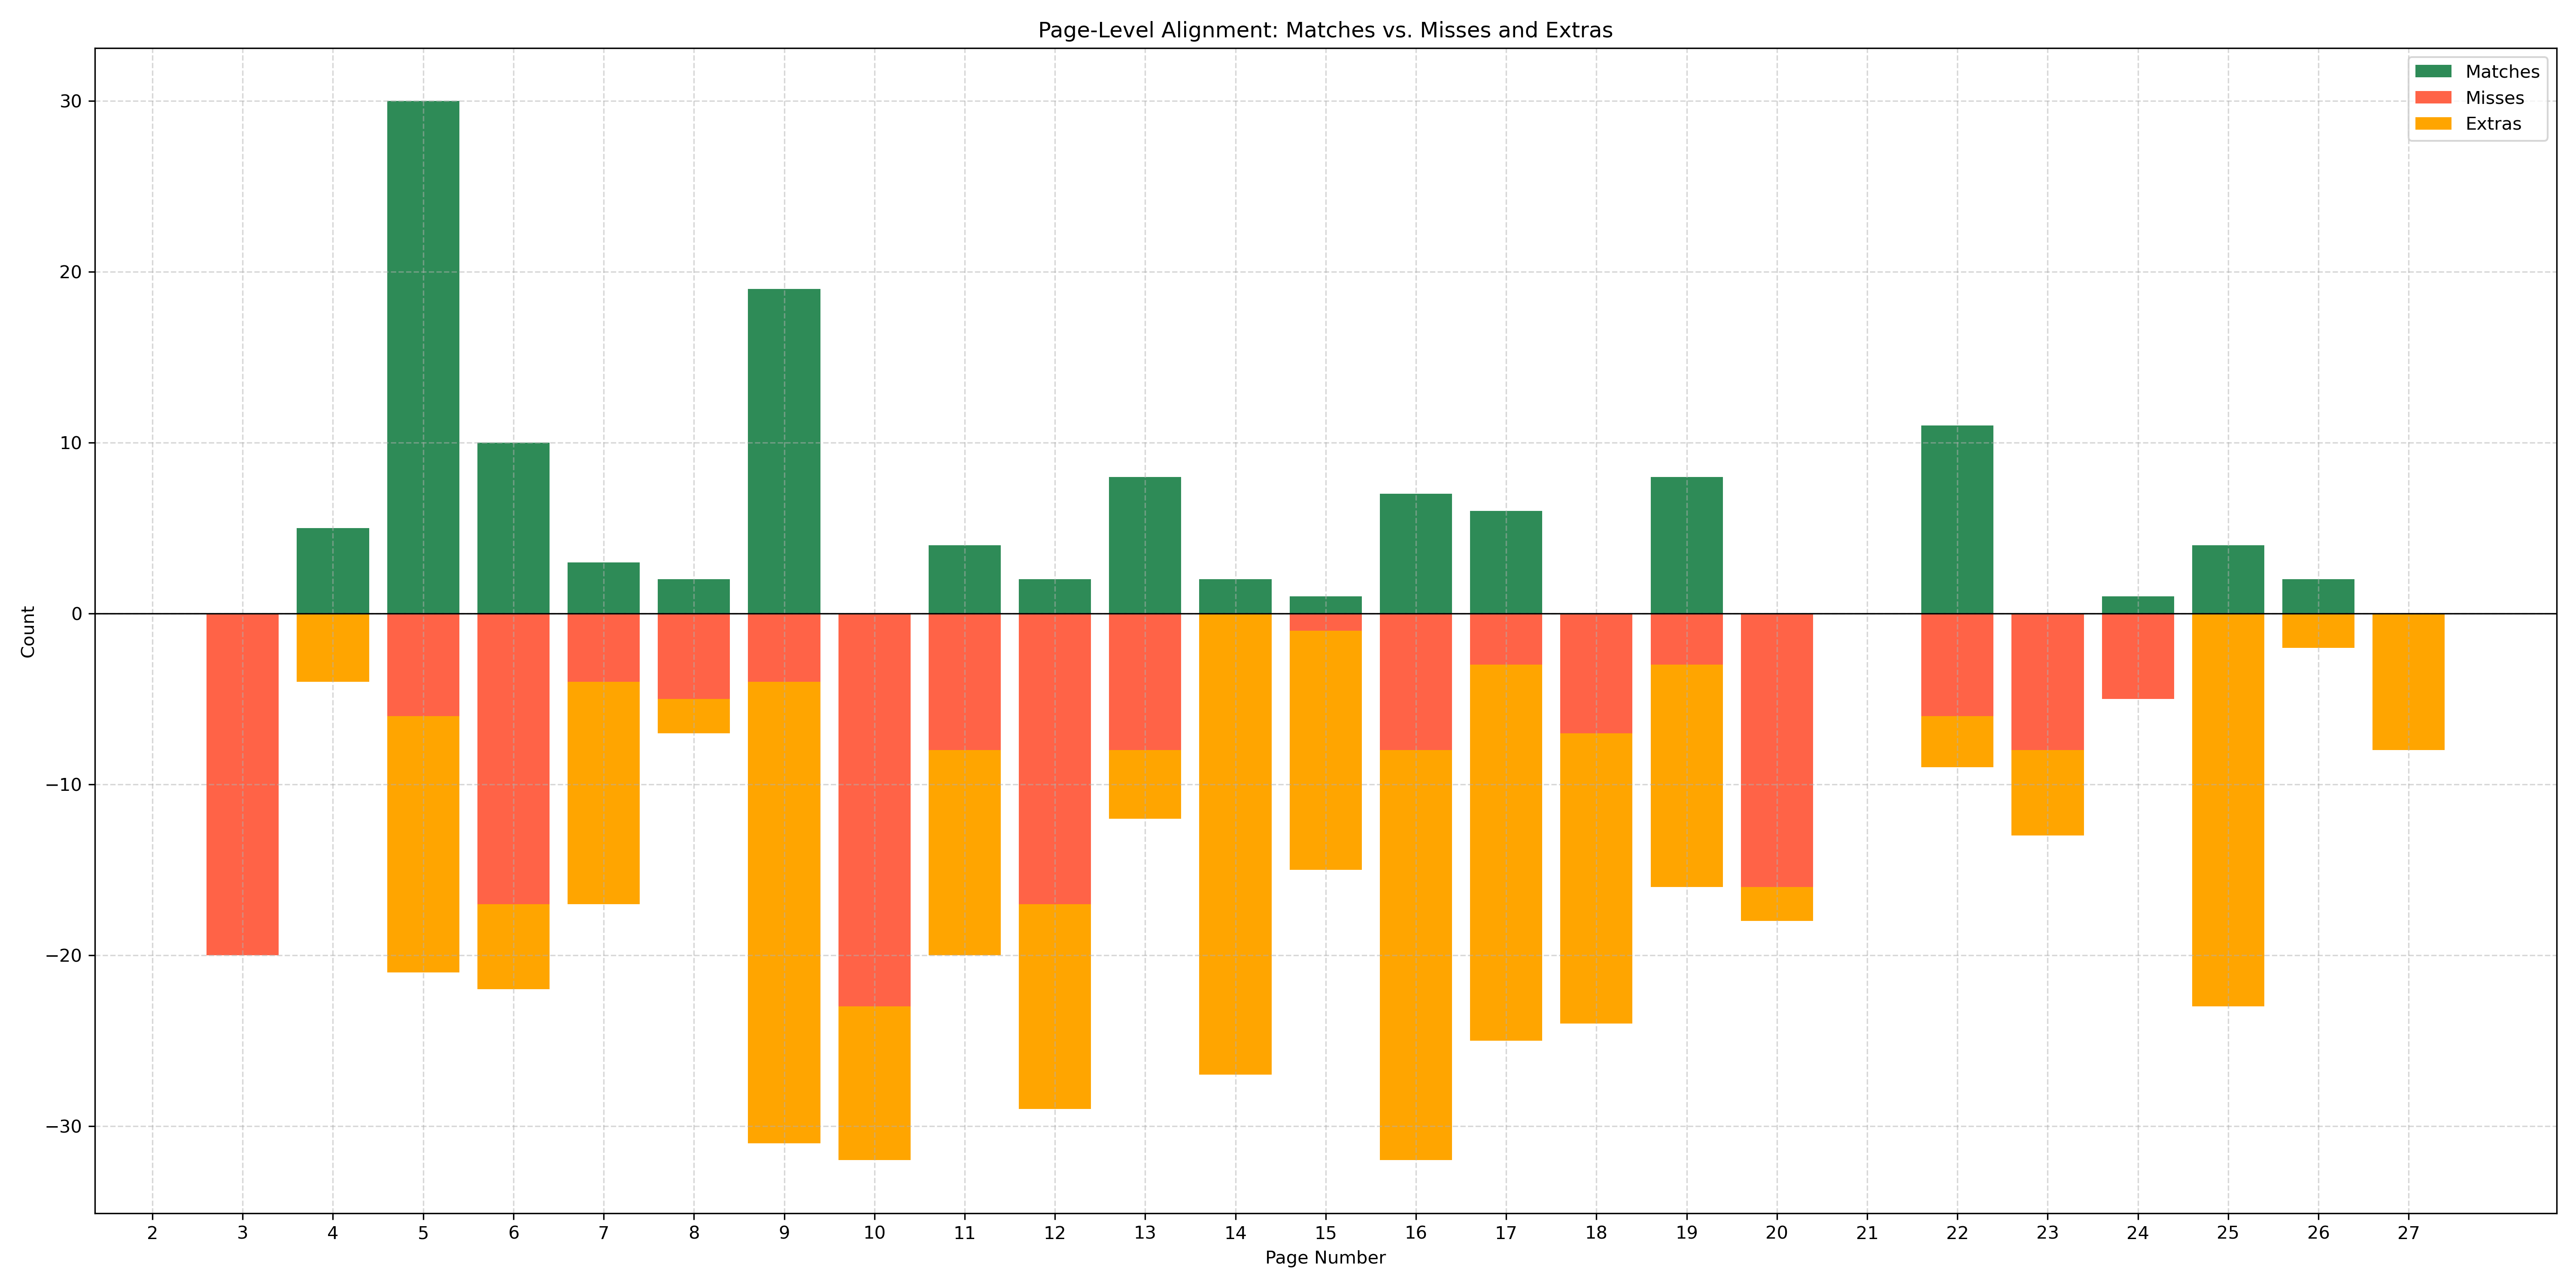 Page-Level Alignment: Matches vs. Misses and Extras
Matches
Misses
Extras
30
20
10
0
−10
−20
−30
Count
2 3 4 5 6 7 8 9 10 11 12 13 14 15 16 17 18 19 20 21 22 23 24 25 26 27
Page Number